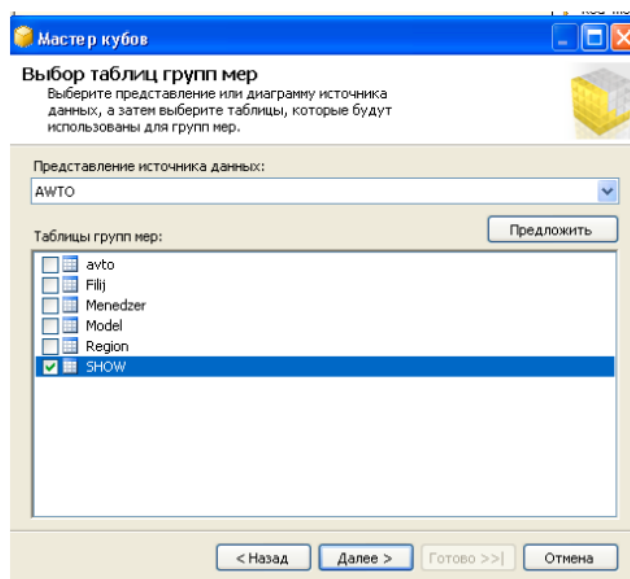 Мастер кубов
Выбор таблиц групп мер
Выберите представление или диаграмму источника
данных, а затем выберите таблицы, которые будут
использованы для групп мер.
Представление источника данных:
AWTO
Предложить
Таблицы групп мер:
avto
Filij
Menedzer
Model
Region
SHOW
< Назад
Далее >
Готово >>|
Отмена